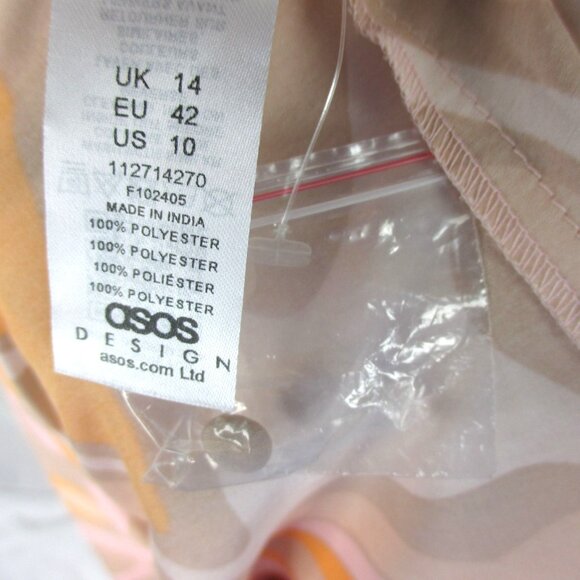 UK 14
EU 42
US 10
112714270
F102405
MADE IN INDIA
100% POLYESTER
100% POLYESTER
100% POLIÉSTER
100% POLYESTER
asos
DESIGN
asos.com Ltd